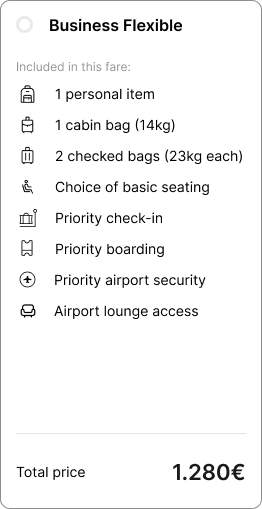 Business Flexible
Included in this fare:
1 personal item
1 cabin bag (14kg)
2 checked bags (23kg each)
Choice of basic seating
Priority check-in
Priority boarding
Priority airport security
Airport lounge access
Total price 1.280€